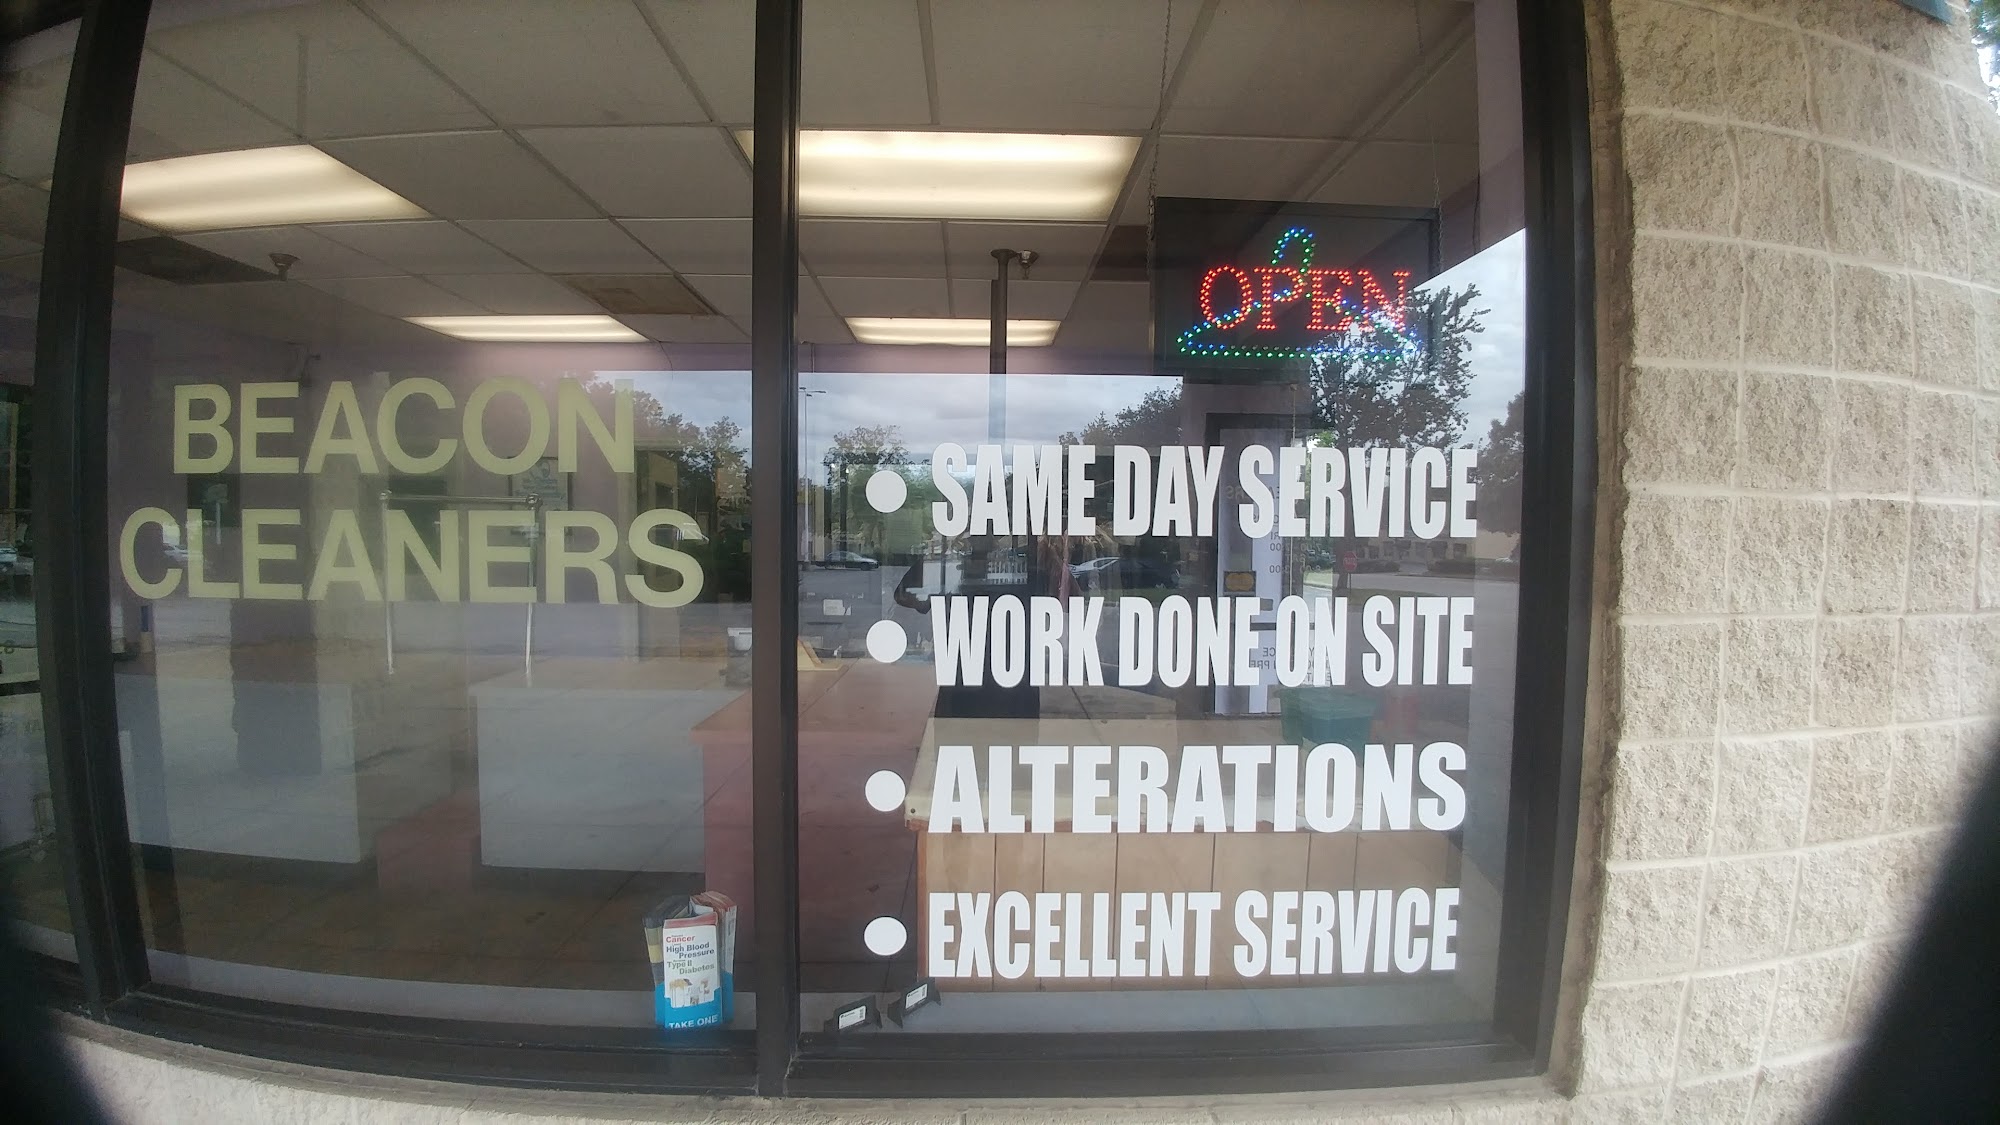 BEACON
CLEANERS
OPEN
• SAME DAY SERVICE
• WORK DONE ON SITE
• ALTERATIONS
• EXCELLENT SERVICE
Cancer
High Blood
Pressure
Type II
Diabetes
TAKE ONE